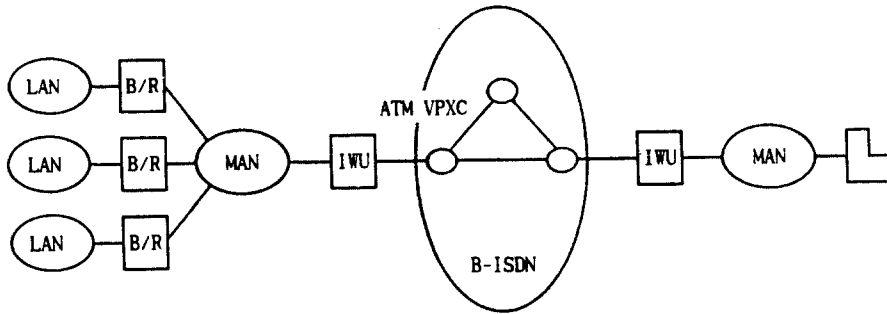 LAN B/R
ATM VPXC
LAN B/R MAN IWU IWU MAN
LAN B/R
B-ISDN